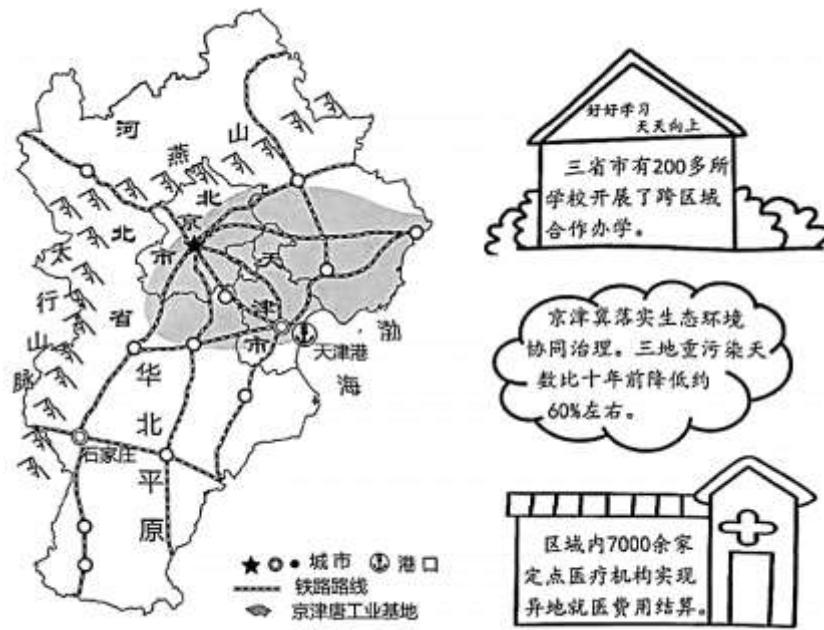 河
北
省
燕
山
北
京
市
天
津
市
太
行
山
脉
渤
海
天津港
华
北
平
原
石家庄
城市
港口
铁路路线
京津唐工业基地
好好学习
天天向上
三省市有200多所
学校开展了跨区域
合作办学。
京津冀落实生态环境
协同治理。三地重污染天
数比十年前降低约
60%左右。
区域内7000余家
定点医疗机构实现
异地就医费用结算。